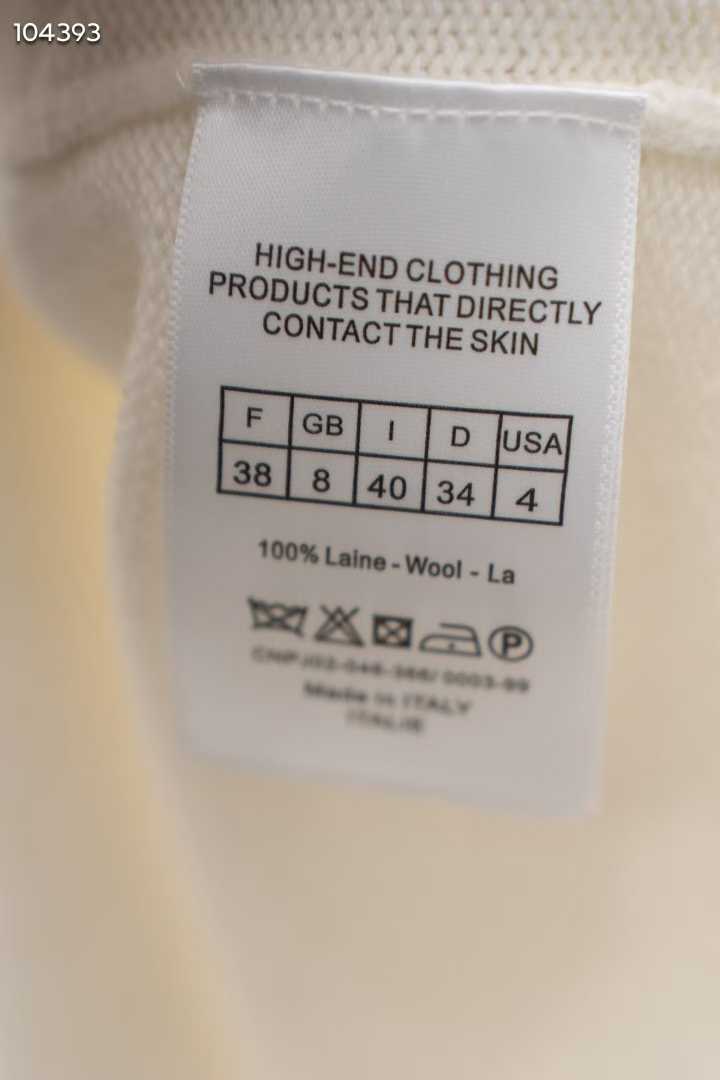 104393
HIGH-END CLOTHING
PRODUCTS THAT DIRECTLY
CONTACT THE SKIN
F GB I D USA
38 8 40 34 4
100% Laine - Wool - La
P
Made in ITALY
ITALIE